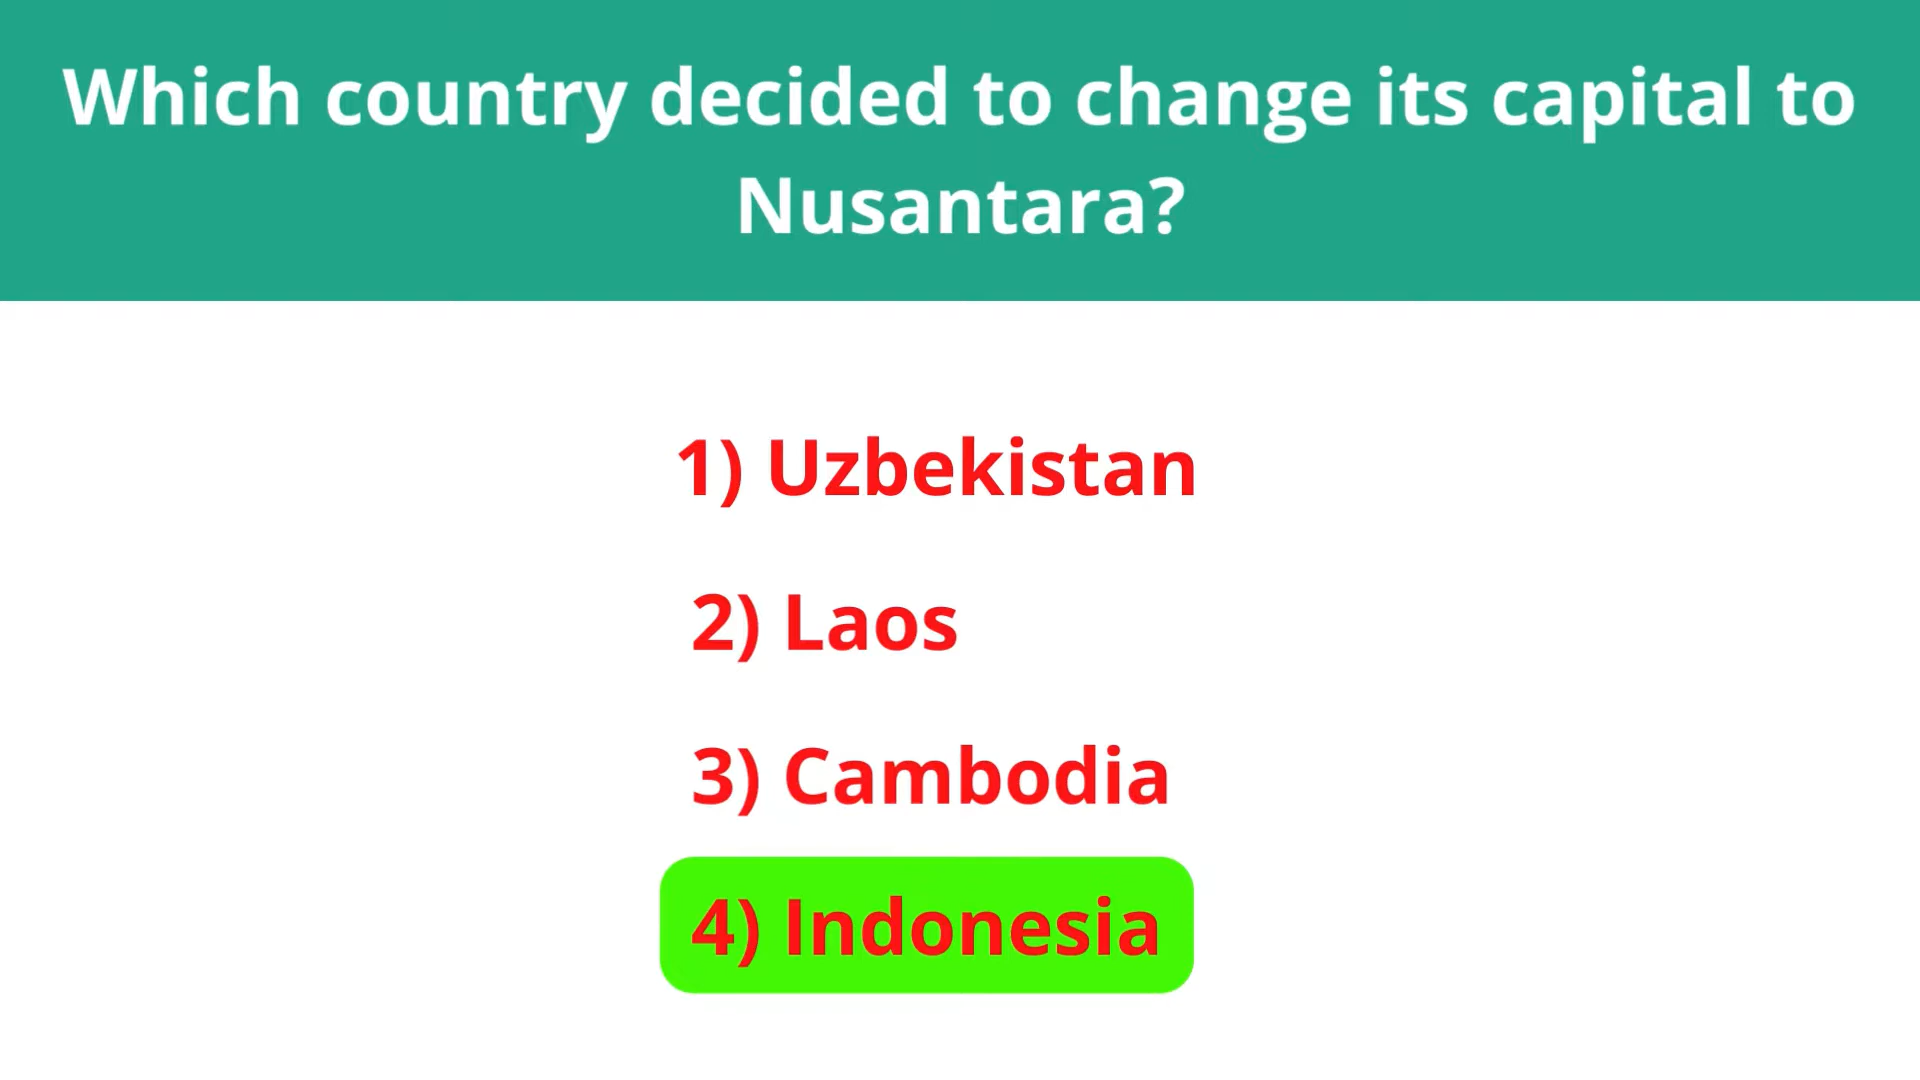 Which country decided to change its capital to
Nusantara?
1) Uzbekistan
2) Laos
3) Cambodia
4) Indonesia